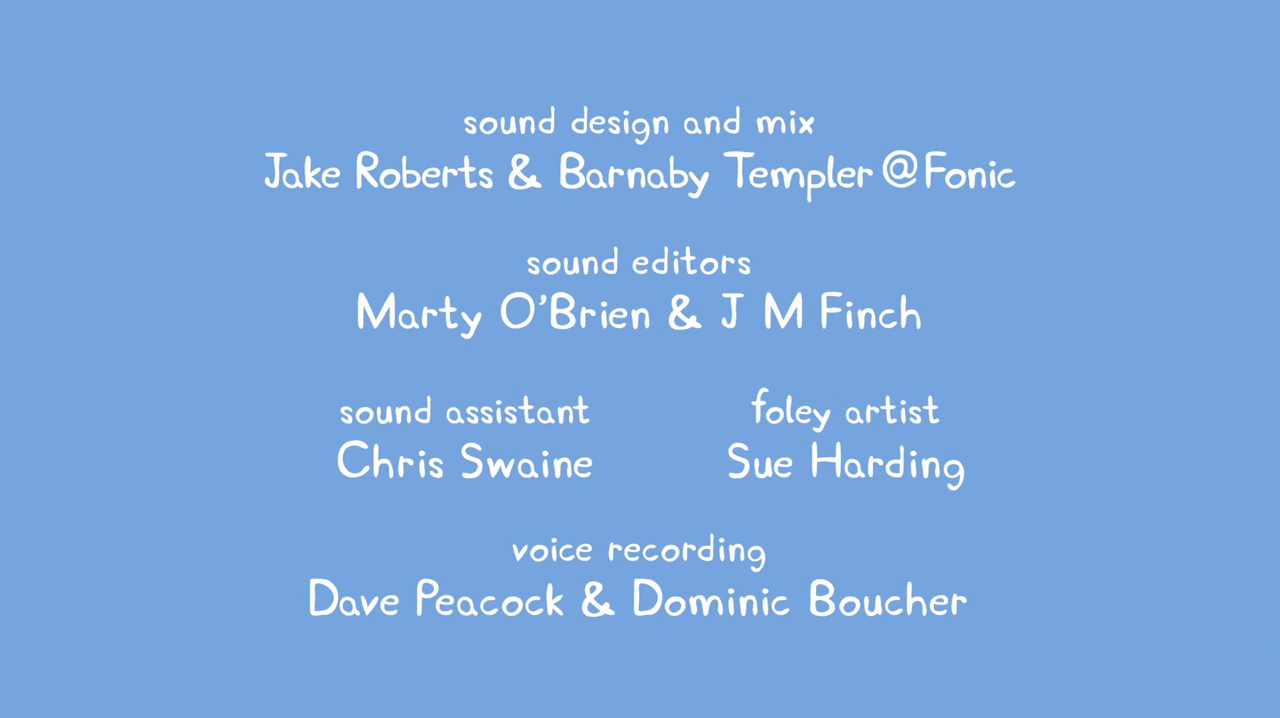 sound design and mix
Jake Roberts & Barnaby Templer @ Fonic
sound editors
Marty O'Brien & J M Finch
sound assistant
Chris Swaine
foley artist
Sue Harding
voice recording
Dave Peacock & Dominic Boucher